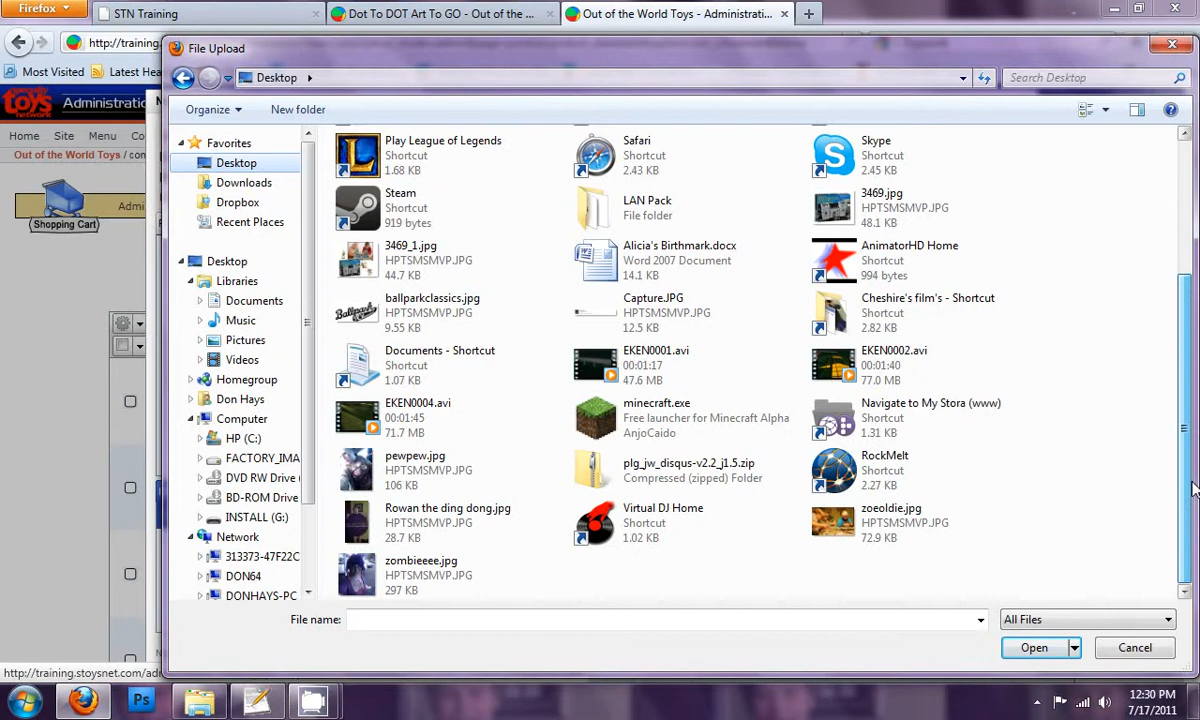 Firefox
STN Training
Dot To DOT Art To GO - Out of the ...
Out of the World Toys - Administrati...
http://training.
Most Visited
Latest Hea
toys
Administratio
Home Site Menu Co
Out of the World Toys / com
Admi
Shopping Cart
File Upload
Desktop
Search Desktop
Organize
New folder
Favorites
Desktop
Downloads
Dropbox
Recent Places
Desktop
Libraries
Documents
Music
Pictures
Videos
Homegroup
Don Hays
Computer
HP (C:)
FACTORY_IMA
DVD RW Drive (
BD-ROM Drive
INSTALL (G:)
Network
313373-47F22C
DON64
DONHAYS-PC
Play League of Legends
Shortcut
1.68 KB
Safari
Shortcut
2.43 KB
Skype
Shortcut
2.45 KB
Steam
Shortcut
919 bytes
LAN Pack
File folder
3469.jpg
HPTSMSMVP.JPG
48.1 KB
3469_1.jpg
HPTSMSMVP.JPG
44.7 KB
Alicia's Birthmark.docx
Word 2007 Document
14.1 KB
AnimatorHD Home
Shortcut
994 bytes
ballparkclassics.jpg
HPTSMSMVP.JPG
9.55 KB
Capture.JPG
HPTSMSMVP.JPG
12.5 KB
Cheshire's film's - Shortcut
Shortcut
2.82 KB
Documents - Shortcut
Shortcut
1.07 KB
EKEN0001.avi
00:01:17
47.6 MB
EKEN0002.avi
00:01:40
77.0 MB
EKEN0004.avi
00:01:45
71.7 MB
minecraft.exe
Free launcher for Minecraft Alpha
AnjoCaido
Navigate to My Stora (www)
Shortcut
1.31 KB
pewpew.jpg
HPTSMSMVP.JPG
106 KB
plg_jw_disqus-v2.2_j1.5.zip
Compressed (zipped) Folder
RockMelt
Shortcut
2.27 KB
Rowan the ding dong.jpg
HPTSMSMVP.JPG
28.7 KB
Virtual DJ Home
Shortcut
1.02 KB
zoeoldie.jpg
HPTSMSMVP.JPG
72.9 KB
zombieeee.jpg
HPTSMSMVP.JPG
297 KB
File name:
All Files
Open
Cancel
http://training.stoysnet.com/adr
Ps
12:30 PM
7/17/2011